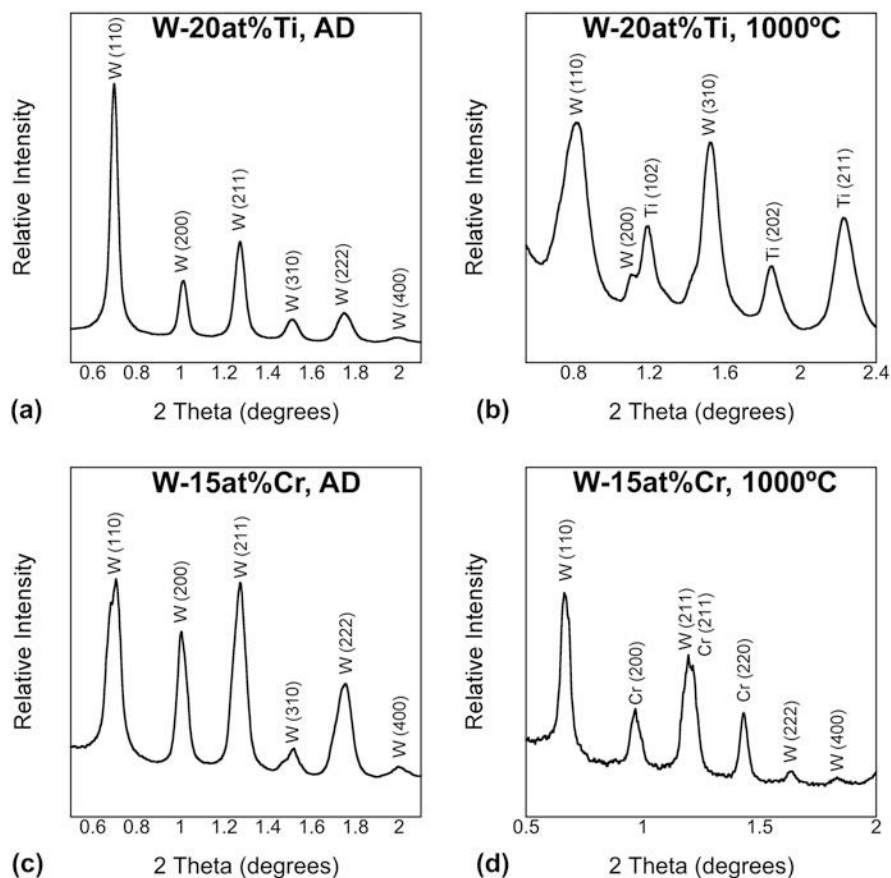 W-20at%Ti, AD
Relative Intensity
W (110)
W (200)
W (211)
W (310)
W (222)
W (400)
0.6 0.8 1 1.2 1.4 1.6 1.8 2
(a)
2 Theta (degrees)
W-20at%Ti, 1000ºC
Relative Intensity
W (110)
W (200)
Ti (102)
W (310)
Ti (202)
Ti (211)
0.8 1.2 1.6 2 2.4
(b)
2 Theta (degrees)
W-15at%Cr, AD
Relative Intensity
W (110)
W (200)
W (211)
W (310)
W (222)
W (400)
0.6 0.8 1 1.2 1.4 1.6 1.8 2
(c)
2 Theta (degrees)
W-15at%Cr, 1000ºC
Relative Intensity
W (110)
Cr (200)
W (211)
Cr (211)
Cr (220)
W (222)
W (400)
0.5 1 1.5 2
(d)
2 Theta (degrees)